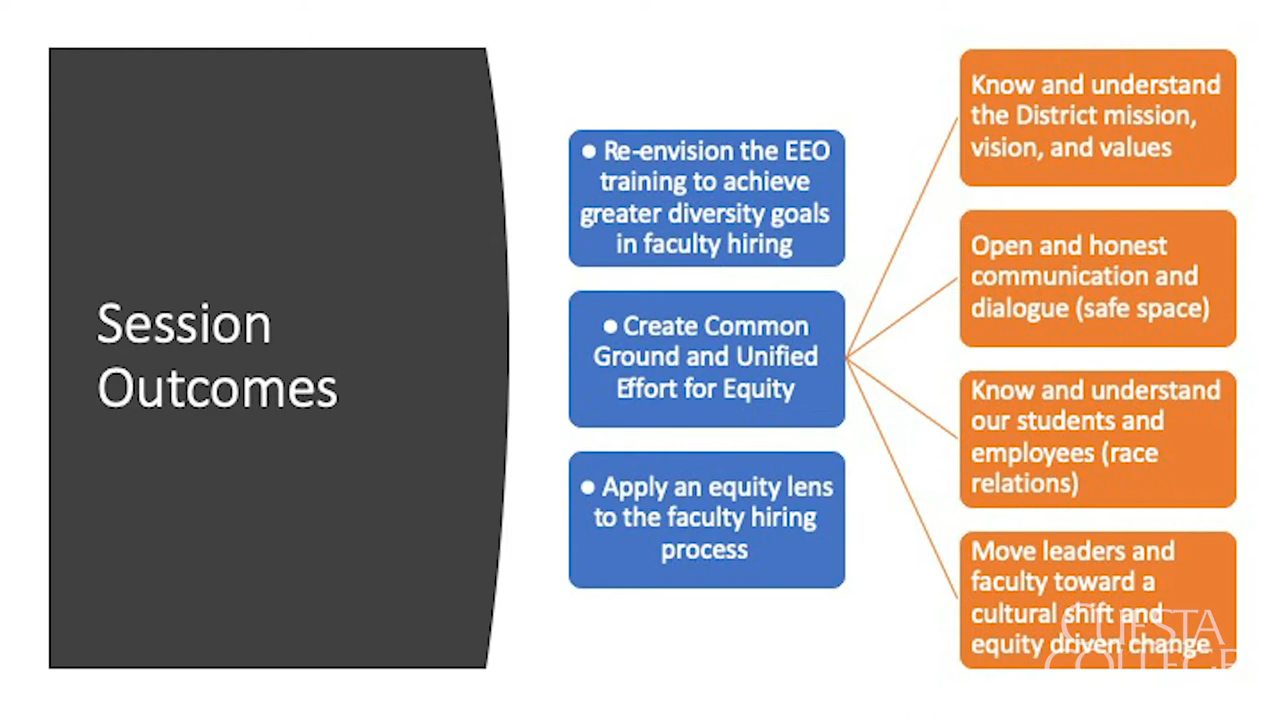 Session
Outcomes
● Re-envision the EEO
training to achieve
greater diversity goals
in faculty hiring
● Create Common
Ground and Unified
Effort for Equity
● Apply an equity lens
to the faculty hiring
process
Know and understand
the District mission,
vision, and values
Open and honest
communication and
dialogue (safe space)
Know and understand
our students and
employees (race
relations)
Move leaders and
faculty toward a
cultural shift and
equity driven change
CUESTA
COLLEGE